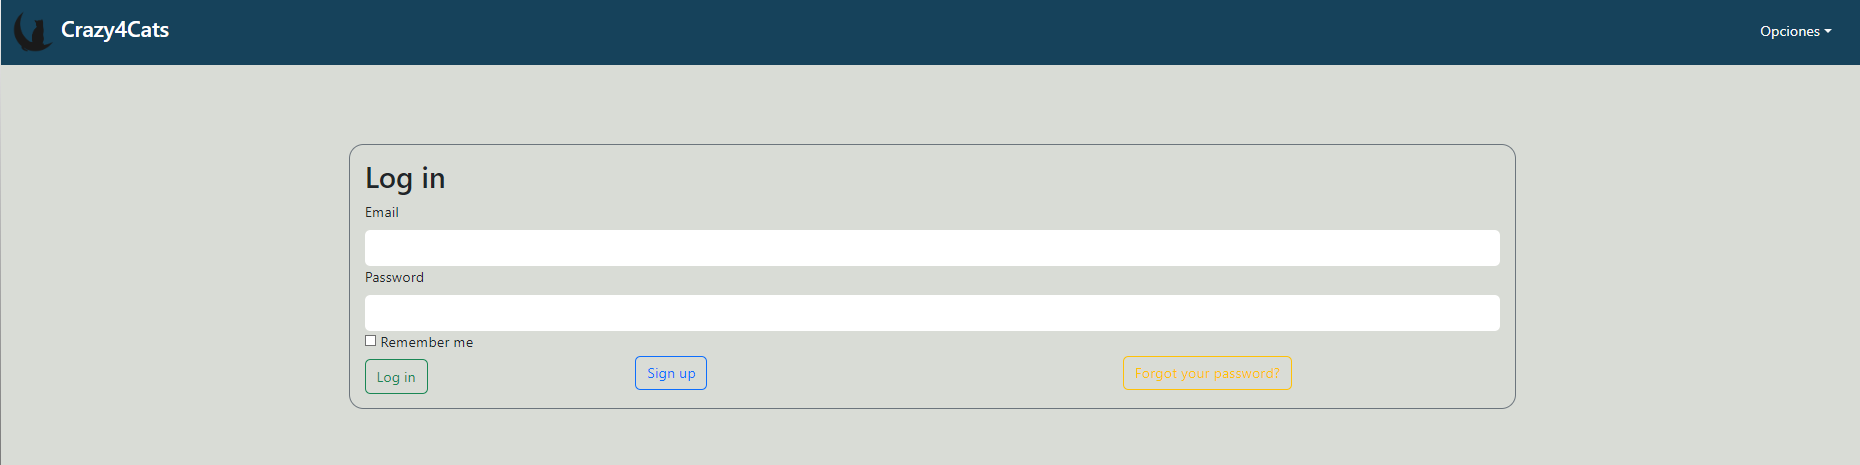 Crazy4Cats
Opciones
Log in
Email
Password
Remember me
Log in
Sign up
Forgot your password?